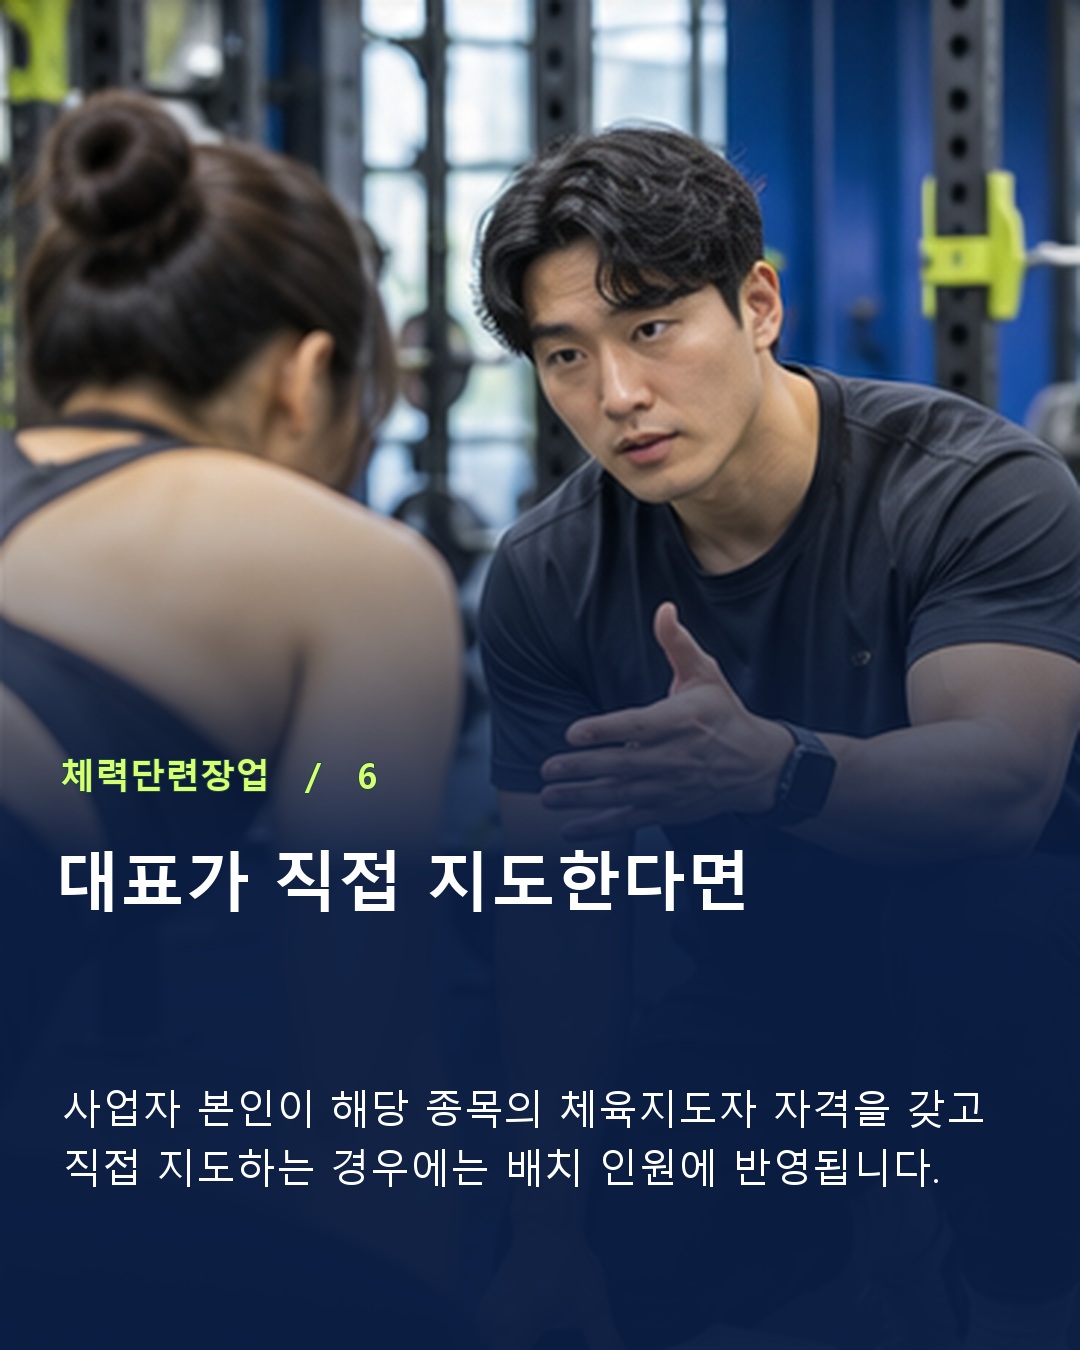 체력단련장업 / 6
대표가 직접 지도한다면
사업자 본인이 해당 종목의 체육지도자 자격을 갖고
직접 지도하는 경우에는 배치 인원에 반영됩니다.